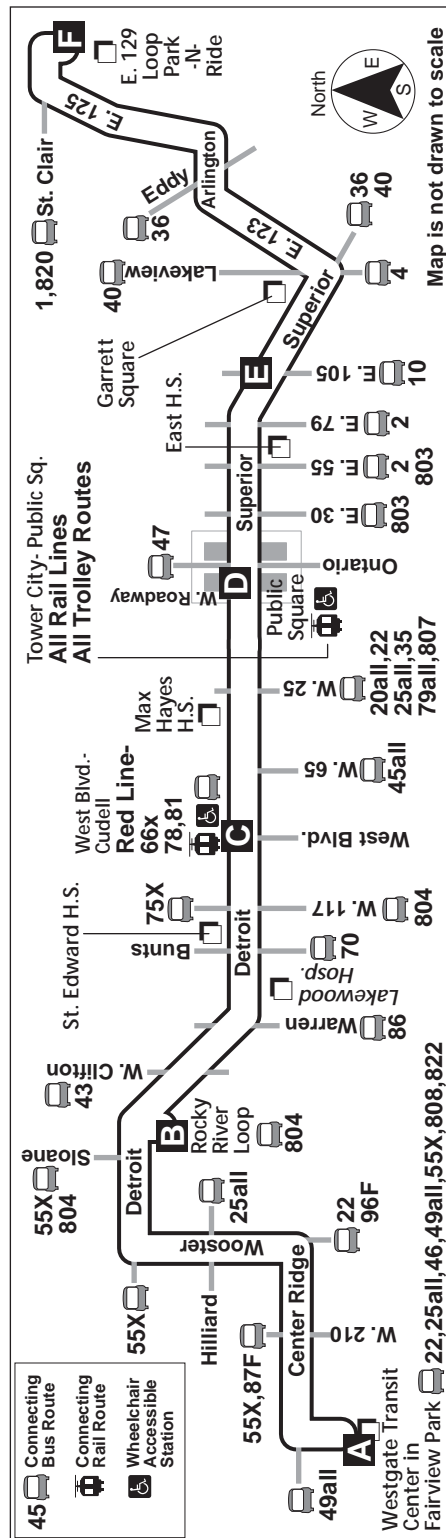 45 Connecting
Bus Route
Connecting
Rail Route
Wheelchair
Accessible
Station
A
Westgate Transit
Center in
Fairview Park
22,25all,46,49all,55X,808,822
49all
55X,87F
Center Ridge
W. 210
22
96F
Hilliard
Wooster
25all
55X
Detroit
Sloane
55X
804
B
Rocky
River
Loop
804
W. Clifton
43
Warren
86
Lakewood
Hosp.
St. Edward H.S.
Bunts
70
Detroit
75X
W. 117
804
West Blvd.-
Cudell
Red Line-
66x
78,81
C
West Blvd.
W. 65
45all
Max
Hayes
H.S.
W. 25
20all,22
25all,35
79all,807
Tower City- Public Sq.
All Rail Lines
All Trolley Routes
W. Roadway
47
D
Public
Square
Ontario
Superior
E. 30
803
E. 55
2
803
East H.S.
E. 79
2
E
E. 105
10
Garrett
Square
Superior
Lakeview
40
4
36
40
E. 123
Eddy
36
Arlington
E. 125
St. Clair
1,820
F
E. 129
Loop
Park
-N-
Ride
North
W
E
S
Map is not drawn to scale